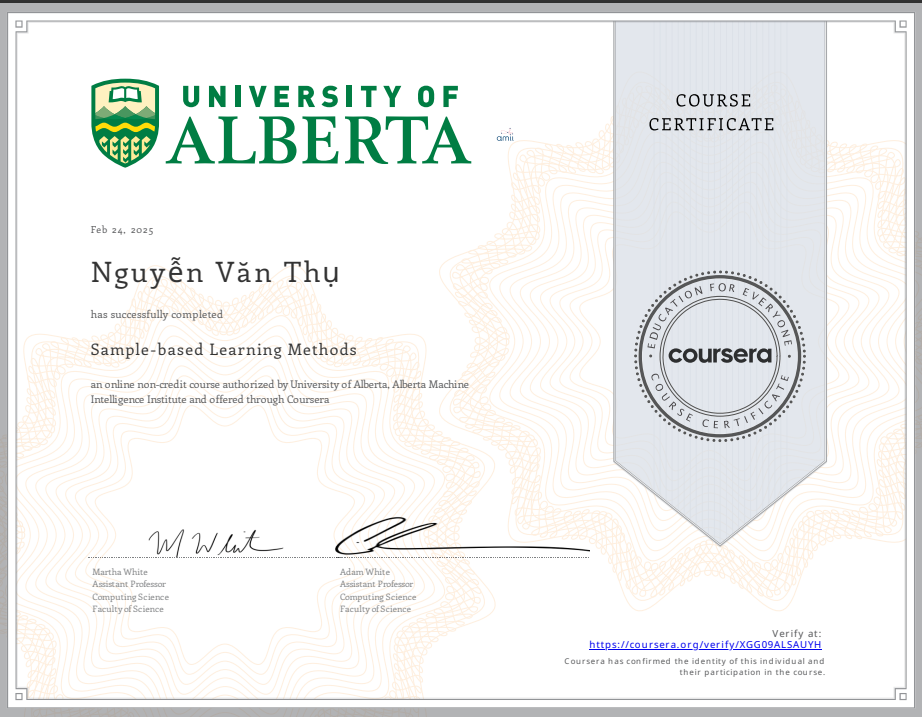 UNIVERSITY OF
ALBERTA
amii
COURSE
CERTIFICATE
Feb 24, 2025
Nguyễn Văn Thụ
has successfully completed
Sample-based Learning Methods
an online non-credit course authorized by University of Alberta, Alberta Machine
Intelligence Institute and offered through Coursera
EDUCATION FOR EVERYONE
coursera
COURSE CERTIFICATE
M White
Martha White
Assistant Professor
Computing Science
Faculty of Science
Adam White
Assistant Professor
Computing Science
Faculty of Science
Verify at:
https://coursera.org/verify/XGG09ALSAUYH
Coursera has confirmed the identity of this individual and
their participation in the course.